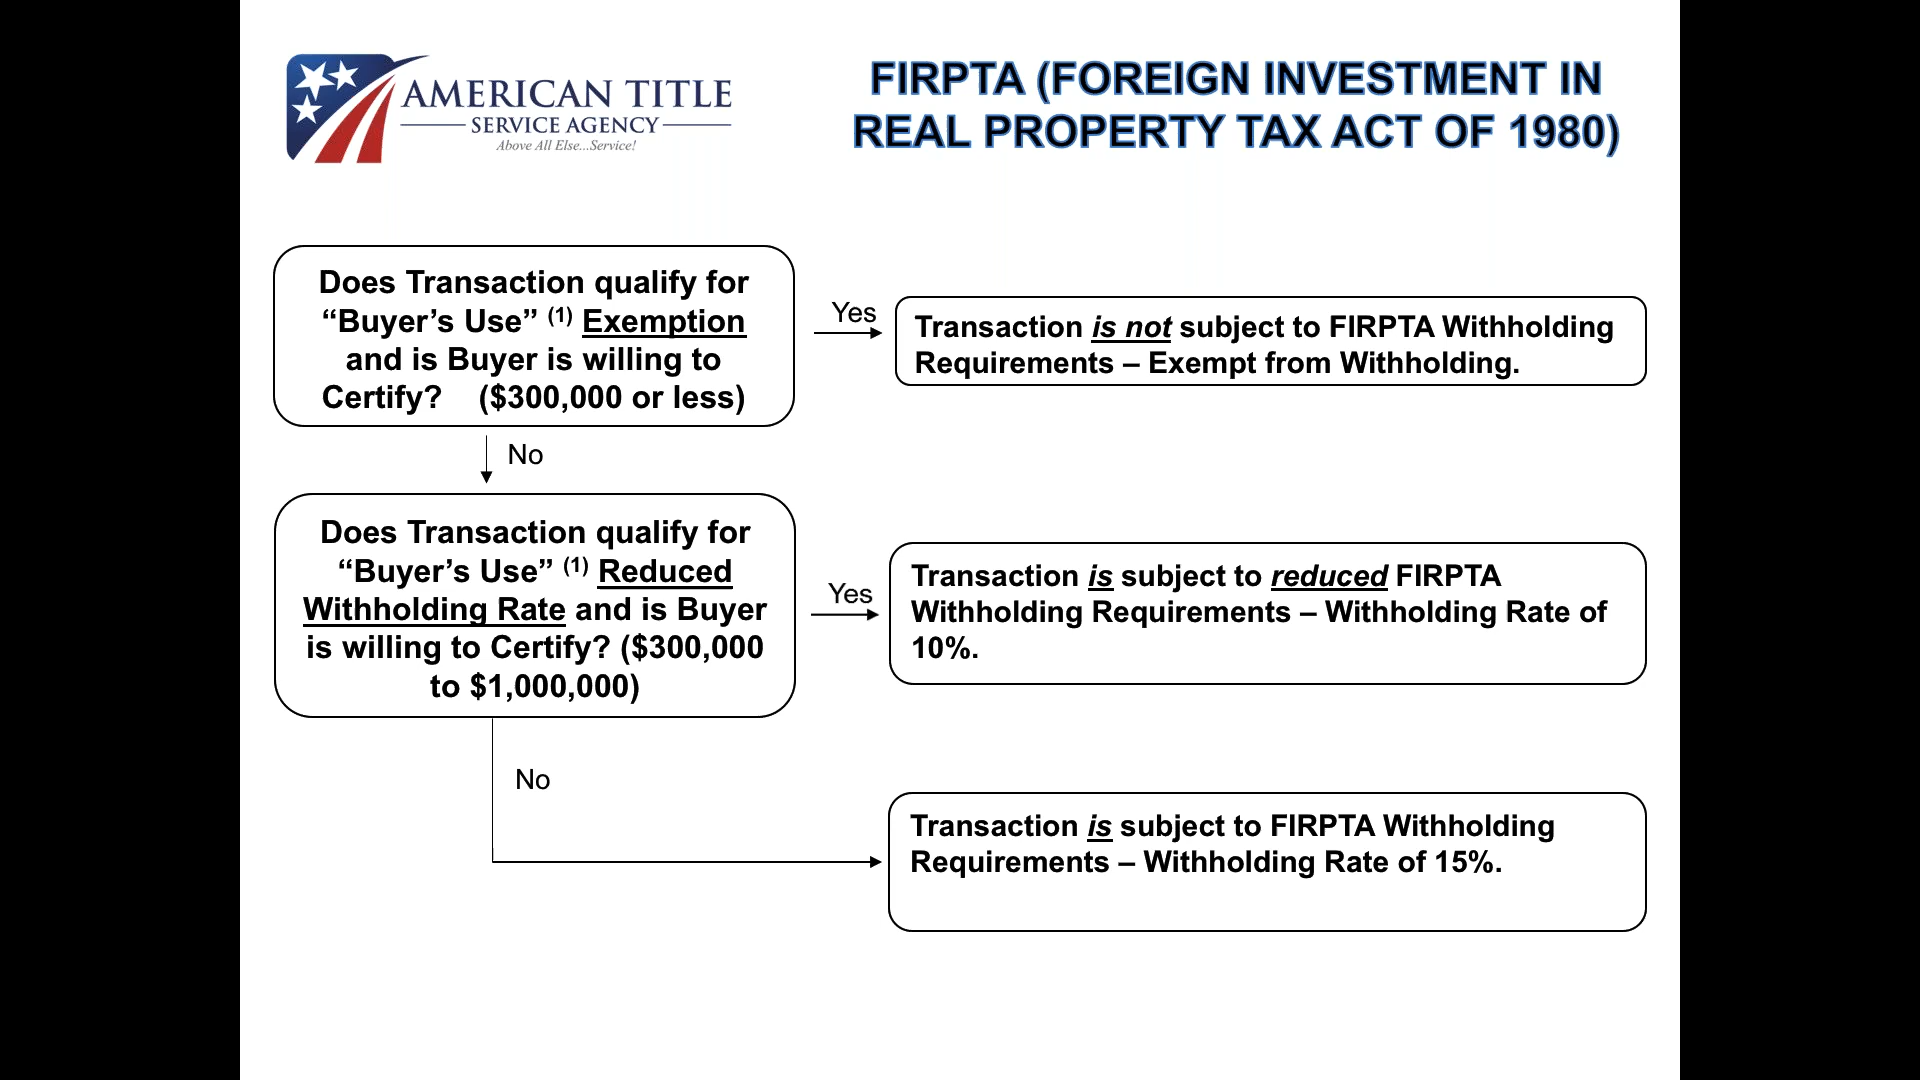 AMERICAN TITLE
SERVICE AGENCY
Above All Else...Service!
FIRPTA (FOREIGN INVESTMENT IN
REAL PROPERTY TAX ACT OF 1980)
Does Transaction qualify for
“Buyer’s Use” (1) Exemption
and is Buyer is willing to
Certify? ($300,000 or less)
Yes
Transaction is not subject to FIRPTA Withholding
Requirements – Exempt from Withholding.
No
Does Transaction qualify for
“Buyer’s Use” (1) Reduced
Withholding Rate and is Buyer
is willing to Certify? ($300,000
to $1,000,000)
Yes
Transaction is subject to reduced FIRPTA
Withholding Requirements – Withholding Rate of
10%.
No
Transaction is subject to FIRPTA Withholding
Requirements – Withholding Rate of 15%.